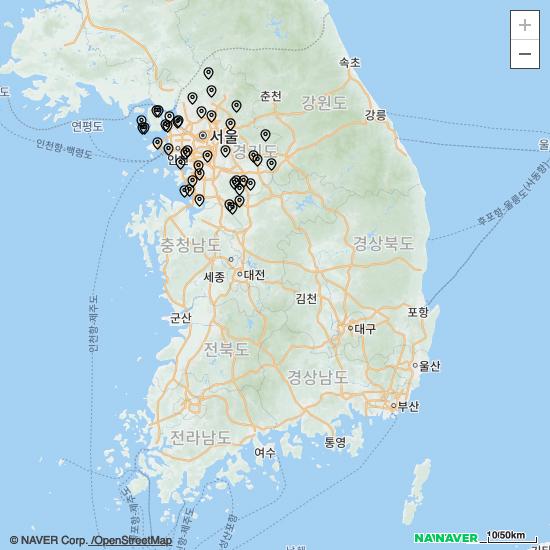 +
−
속초
춘천
강원도
강릉
연평도
서울
인천항-백령도
인천
경기도
울
후포항-울릉도(사동항)
충청남도
경상북도
세종
대전
김천
인천항-제주도
군산
포항
대구
전북도
울산
경상남도
부산
전라남도
통영
여수
© NAVER Corp. /OpenStreetMap
NAVER
10/50km